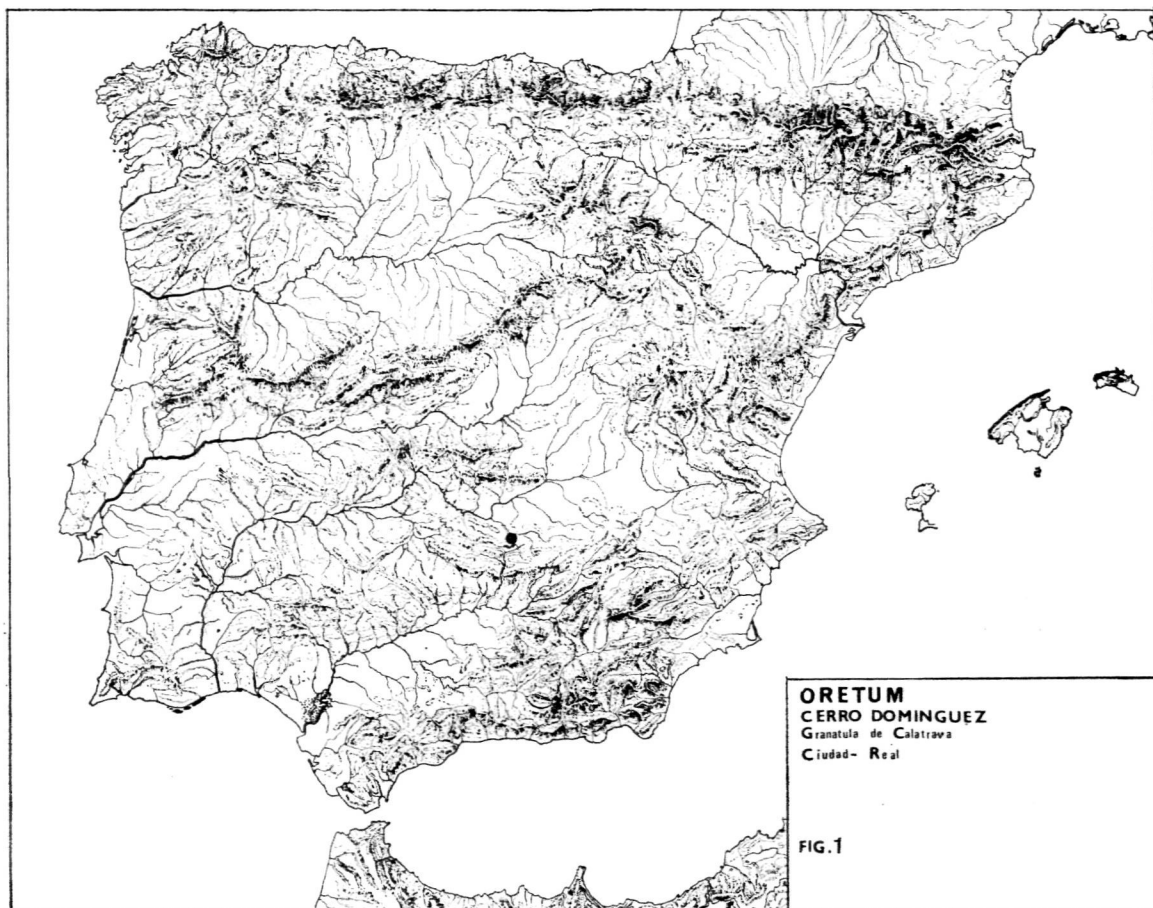 ORETUM
CERRO DOMINGUEZ
Granatula de Calatrava
Ciudad- Real
FIG.1